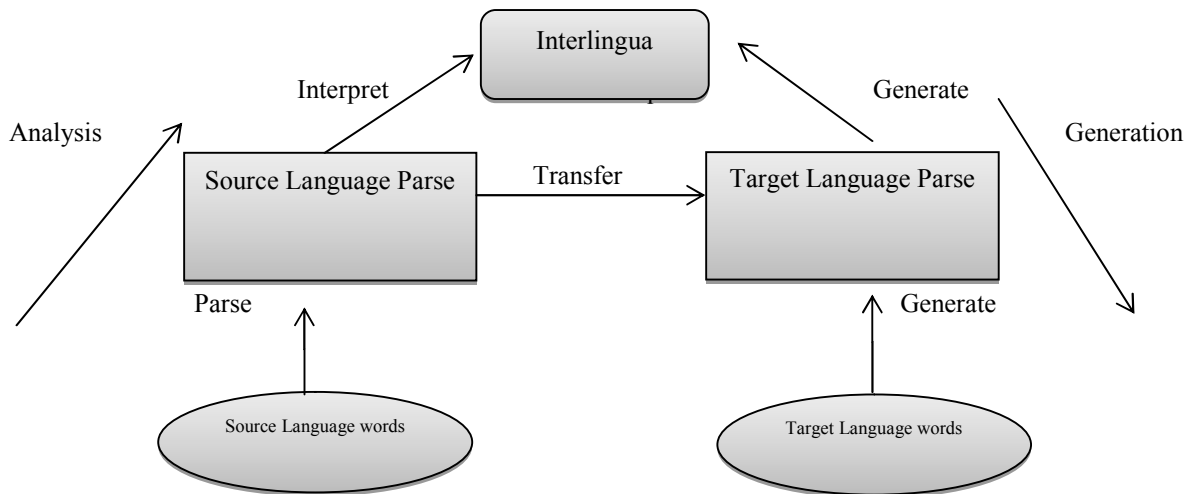 Interlingua
Interpret
Generate
Analysis
Generation
Source Language Parse
Transfer
Target Language Parse
Parse
Generate
Source Language words
Target Language words